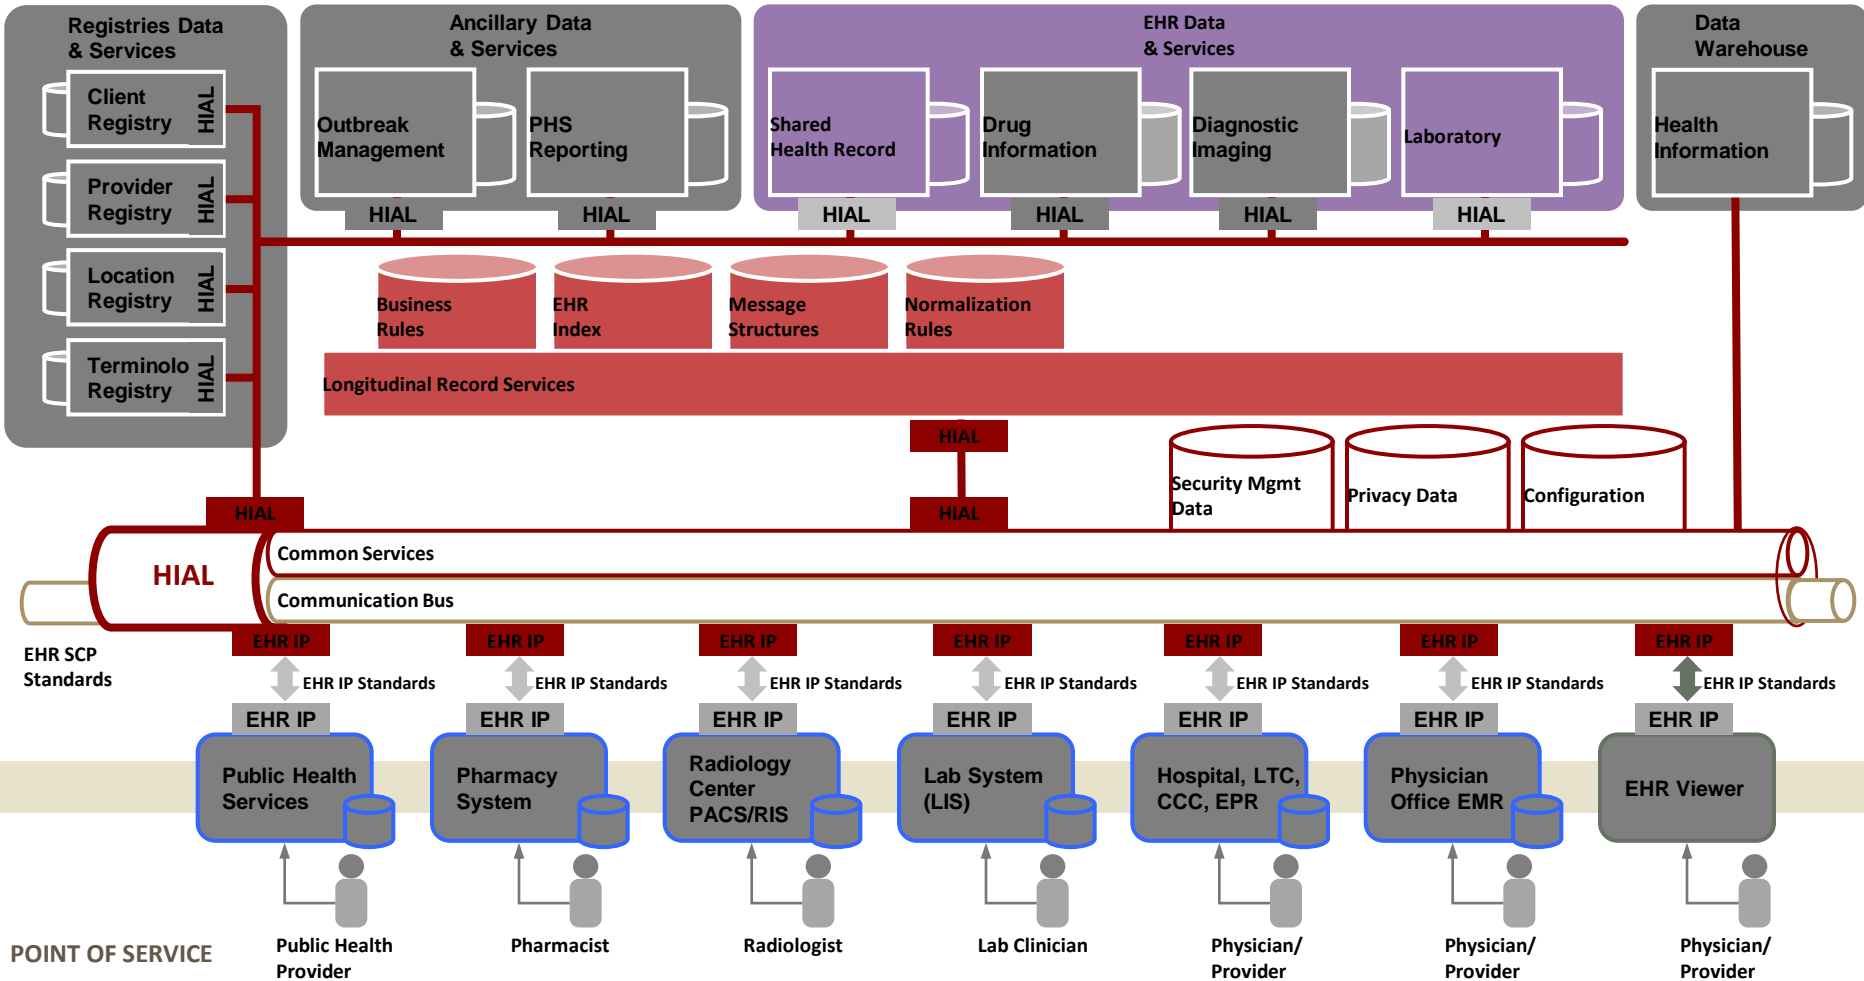 Registries Data
& Services
Client
Registry
HIAL
Provider
Registry
HIAL
Location
Registry
HIAL
Terminolo
Registry
HIAL
Ancillary Data
& Services
Outbreak
Management
PHS
Reporting
HIAL
HIAL
EHR Data
& Services
Shared
Health Record
Drug
Information
Diagnostic
Imaging
Laboratory
HIAL
HIAL
HIAL
HIAL
Data
Warehouse
Health
Information
Business
Rules
EHR
Index
Message
Structures
Normalization
Rules
Longitudinal Record Services
HIAL
Security Mgmt
Data
Privacy Data
Configuration
HIAL
HIAL
HIAL
Common Services
Communication Bus
EHR SCP
Standards
EHR IP
EHR IP
EHR IP
EHR IP
EHR IP
EHR IP
EHR IP
EHR IP Standards
EHR IP Standards
EHR IP Standards
EHR IP Standards
EHR IP Standards
EHR IP Standards
EHR IP Standards
EHR IP
EHR IP
EHR IP
EHR IP
EHR IP
EHR IP
EHR IP
Public Health
Services
Pharmacy
System
Radiology
Center
PACS/RIS
Lab System
(LIS)
Hospital, LTC,
CCC, EPR
Physician
Office EMR
EHR Viewer
POINT OF SERVICE
Public Health
Provider
Pharmacist
Radiologist
Lab Clinician
Physician/
Provider
Physician/
Provider
Physician/
Provider